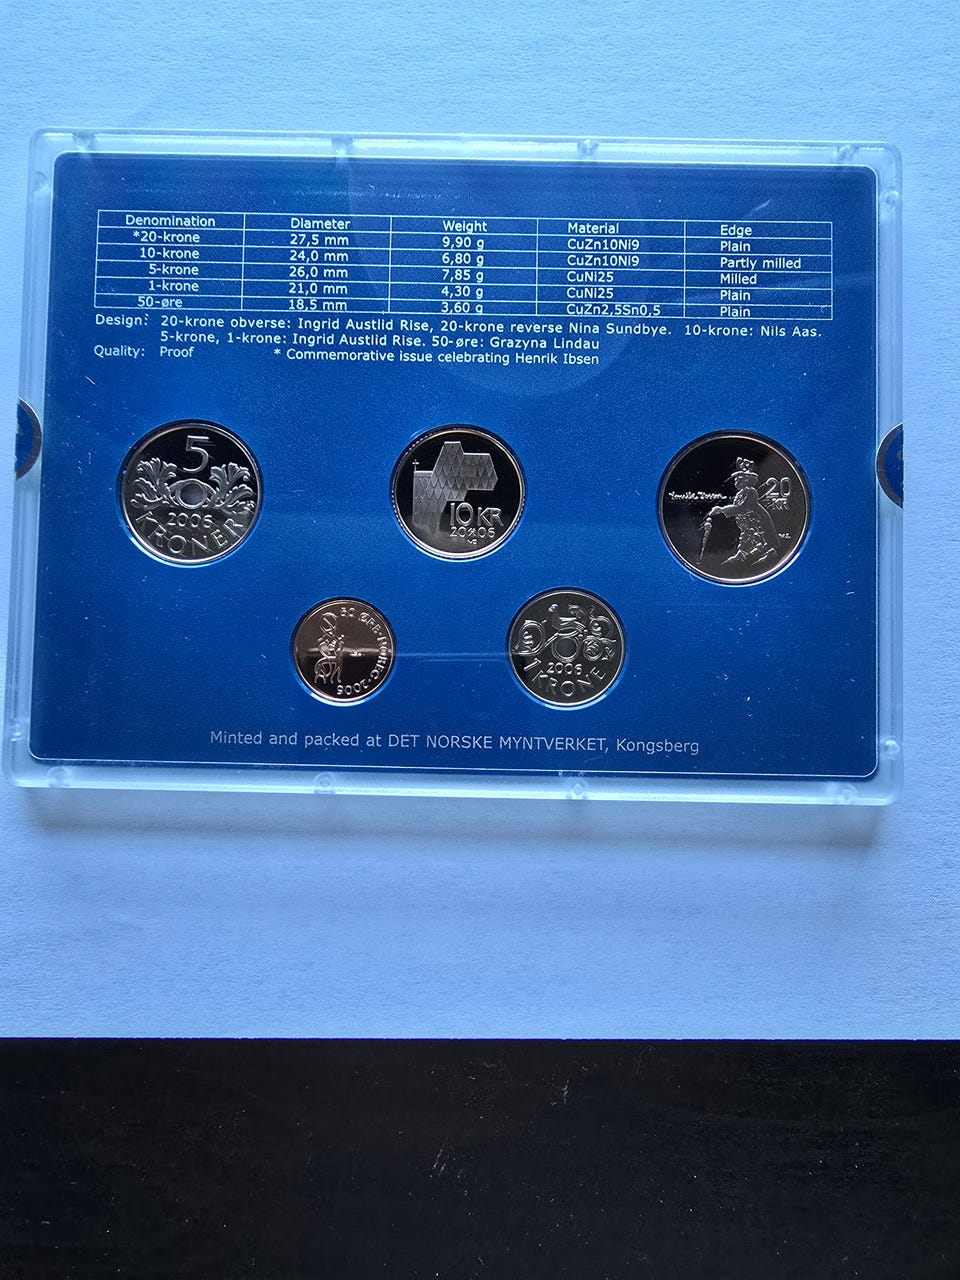 Denomination Diameter Weight Material Edge
*20-krone 27,5 mm 9,90 g CuZn10Ni9 Plain
10-krone 24,0 mm 6,80 g CuZn10Ni9 Partly milled
5-krone 26,0 mm 7,85 g CuNi25 Milled
1-krone 21,0 mm 4,30 g CuNi25 Plain
50-øre 18,5 mm 3,60 g CuZn2,5Sn0,5 Plain
Design: 20-krone obverse: Ingrid Austlid Rise, 20-krone reverse Nina Sundbye. 10-krone: Nils Aas.
5-krone, 1-krone: Ingrid Austlid Rise. 50-øre: Grazyna Lindau
Quality: Proof * Commemorative issue celebrating Henrik Ibsen
5
2006
KRONER
10 KR
20 06
20
KR
50 ØRE·NOREG·2006
2006
1 KRONE
Minted and packed at DET NORSKE MYNTVERKET, Kongsberg